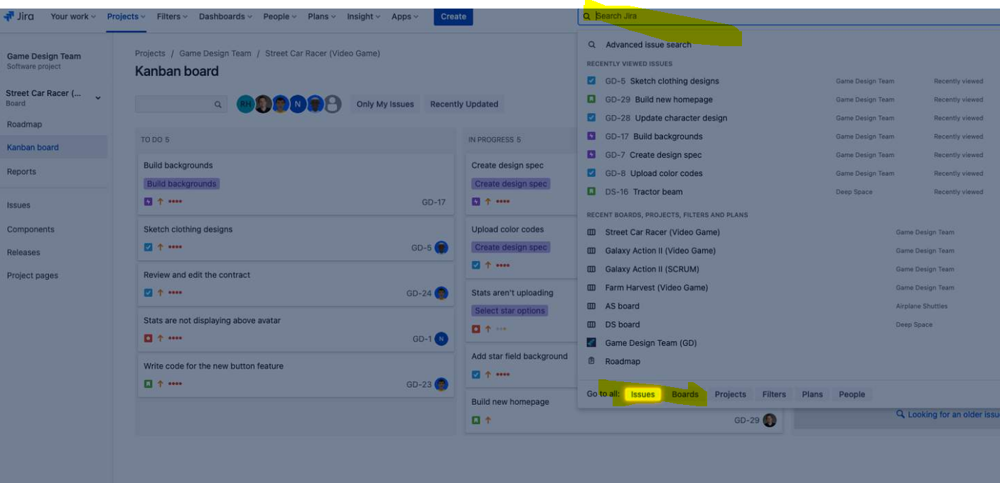 Jira Your work Projects Filters Dashboards People Plans Insight Apps Create Search Jira
Game Design Team
Software project
Street Car Racer (...
Board
Roadmap
Kanban board
Reports
Issues
Components
Releases
Project pages
Projects / Game Design Team / Street Car Racer (Video Game)
Kanban board
RH N Only My Issues Recently Updated
TO DO 5
Build backgrounds
Build backgrounds
GD-17
Sketch clothing designs
GD-5
Review and edit the contract
GD-24
Stats are not displaying above avatar
GD-1 N
Write code for the new button feature
GD-23
IN PROGRESS 5
Create design spec
Create design spec
Upload color codes
Create design spec
Stats aren't uploading
Select star options
Add star field background
Build new homepage
GD-29
Advanced issue search
RECENTLY VIEWED ISSUES
GD-5 Sketch clothing designs Game Design Team Recently viewed
GD-29 Build new homepage Game Design Team Recently viewed
GD-28 Update character design Game Design Team Recently viewed
GD-17 Build backgrounds Game Design Team Recently viewed
GD-7 Create design spec Game Design Team Recently viewed
GD-8 Upload color codes Game Design Team Recently viewed
DS-16 Tractor beam Deep Space Recently viewed
RECENT BOARDS, PROJECTS, FILTERS AND PLANS
Street Car Racer (Video Game) Game Design Team
Galaxy Action II (Video Game) Game Design Team
Galaxy Action II (SCRUM) Game Design Team
Farm Harvest (Video Game) Game Design Team
AS board Airplane Shuttles
DS board Deep Space
Game Design Team (GD)
Roadmap
Go to all: Issues Boards Projects Filters Plans People
Looking for an older issu